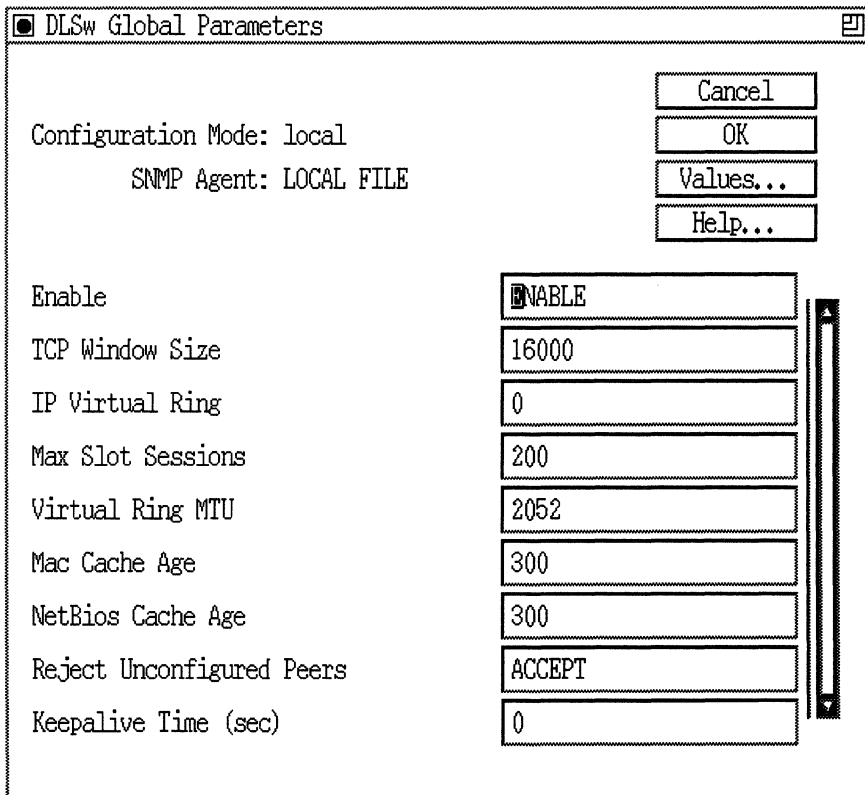 DLSw Global Parameters
Cancel
Configuration Mode: local
OK
SNMP Agent: LOCAL FILE
Values...
Help...
Enable
ENABLE
TCP Window Size
16000
IP Virtual Ring
0
Max Slot Sessions
200
Virtual Ring MTU
2052
Mac Cache Age
300
NetBios Cache Age
300
Reject Unconfigured Peers
ACCEPT
Keepalive Time (sec)
0